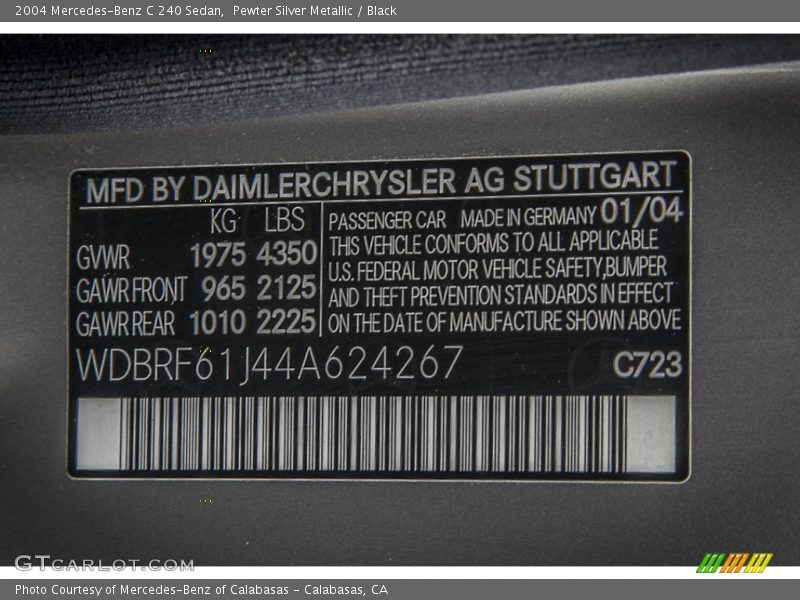 2004 Mercedes-Benz C 240 Sedan, Pewter Silver Metallic / Black
MFD BY DAIMLERCHRYSLER AG STUTTGART
KG LBS
GVWR 1975 4350
GAWR FRONT 965 2125
GAWR REAR 1010 2225
PASSENGER CAR MADE IN GERMANY 01/04
THIS VEHICLE CONFORMS TO ALL APPLICABLE
U.S. FEDERAL MOTOR VEHICLE SAFETY,BUMPER
AND THEFT PREVENTION STANDARDS IN EFFECT
ON THE DATE OF MANUFACTURE SHOWN ABOVE
WDBRF61J44A624267 C723
GTCARLOT.COM
Photo Courtesy of Mercedes-Benz of Calabasas - Calabasas, CA